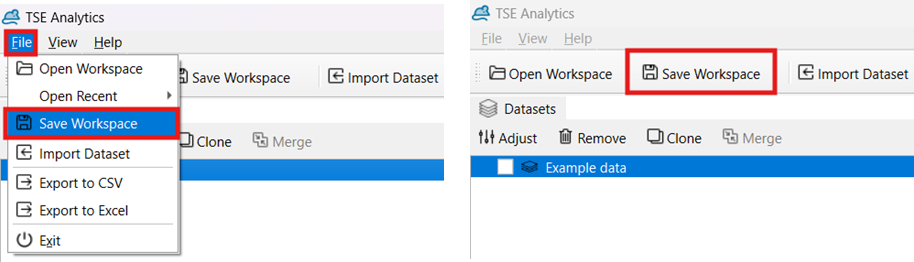 TSE Analytics
File View Help
Open Workspace
Save Workspace
Import Dataset
Open Recent
Save Workspace
Clone
Merge
Import Dataset
Export to CSV
Export to Excel
Exit
TSE Analytics
File View Help
Open Workspace Save Workspace Import Dataset
Datasets
Adjust Remove Clone Merge
Example data